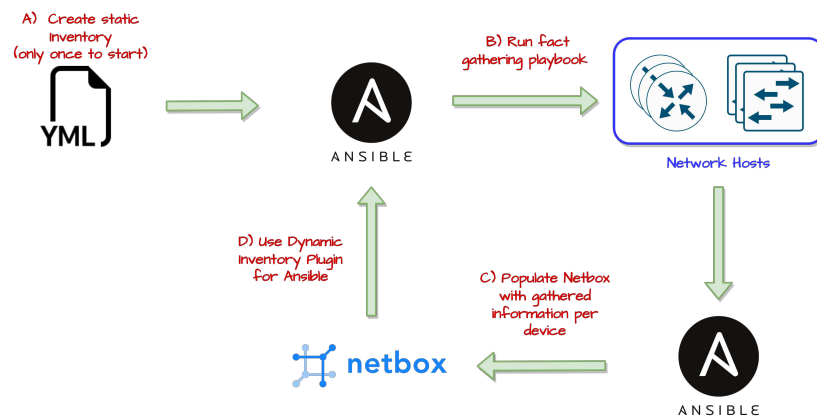 A) Create static
Inventory
(only once to start)
YML
ANSIBLE
B) Run fact
gathering playbook
Network Hosts
D) Use Dynamic
Inventory Plugin
for Ansible
C) Populate Netbox
with gathered
information per
device
netbox
ANSIBLE